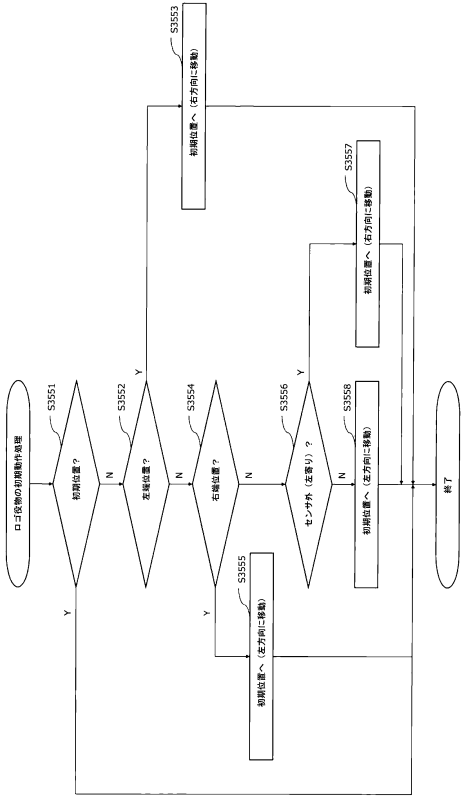 ロゴ役物の初期動作処理
S3551
初期位置?
Y
N
S3552
左端位置?
Y
N
S3553
初期位置へ(右方向に移動)
S3554
右端位置?
Y
N
S3555
初期位置へ(左方向に移動)
S3556
センサ外(左寄り)?
Y
N
S3557
初期位置へ(右方向に移動)
S3558
初期位置へ(左方向に移動)
終了